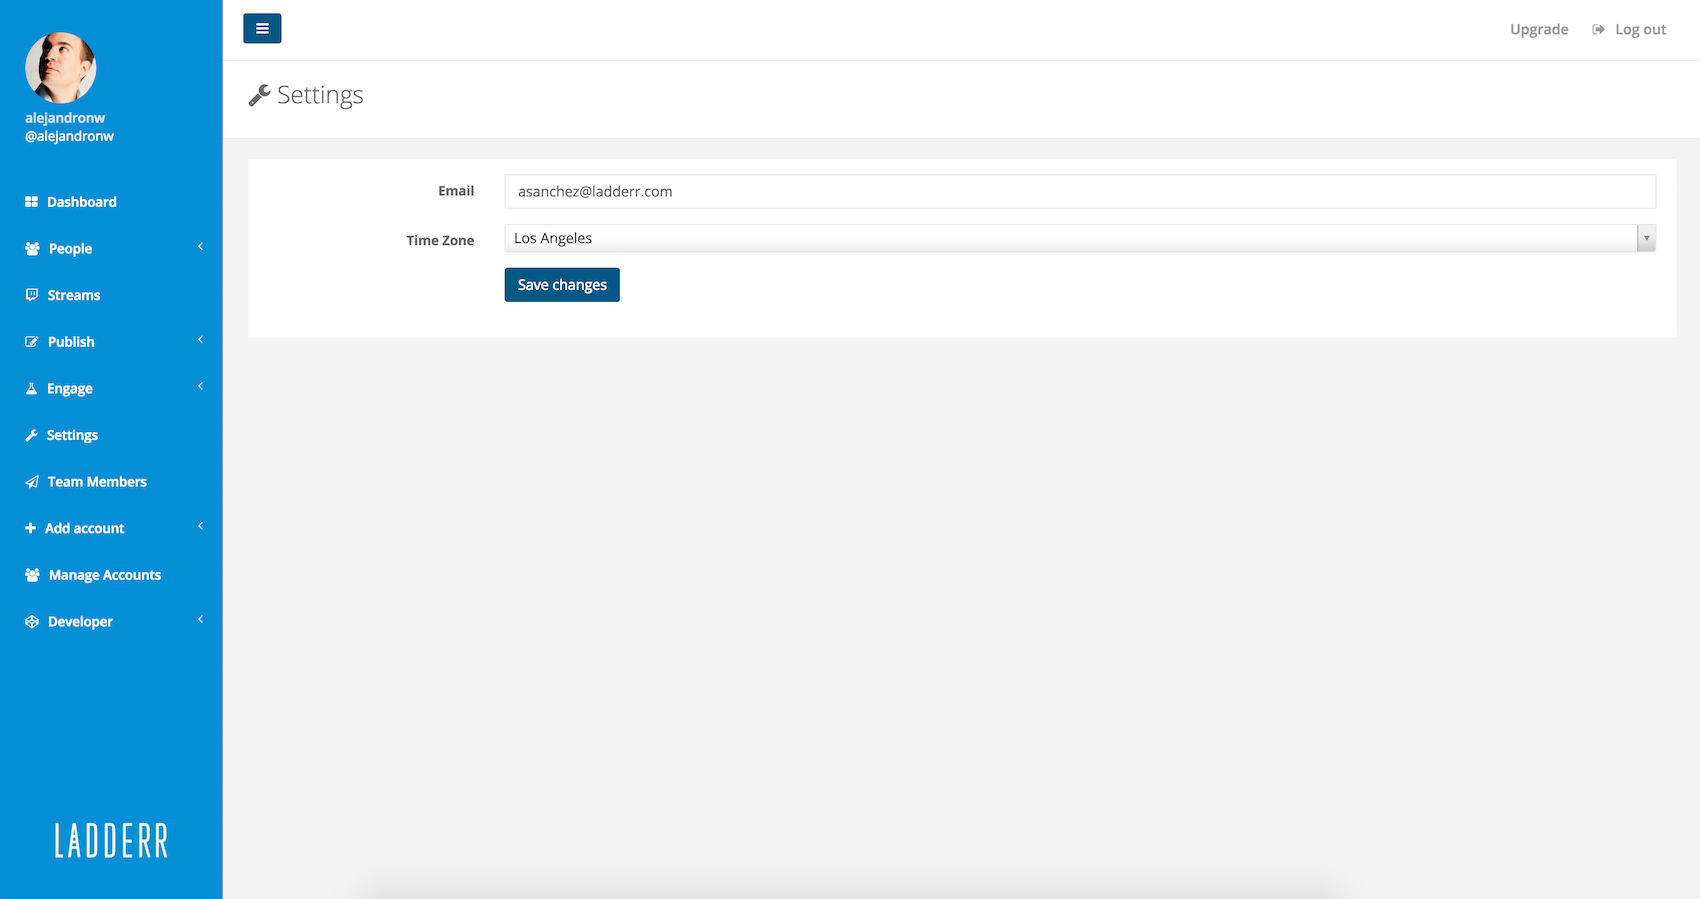 alejandronw
@alejandronw
Dashboard
People
Streams
Publish
Engage
Settings
Team Members
Add account
Manage Accounts
Developer
LADDERR
Upgrade
Log out
Settings
Email
asanchez@ladderr.com
Time Zone
Los Angeles
Save changes